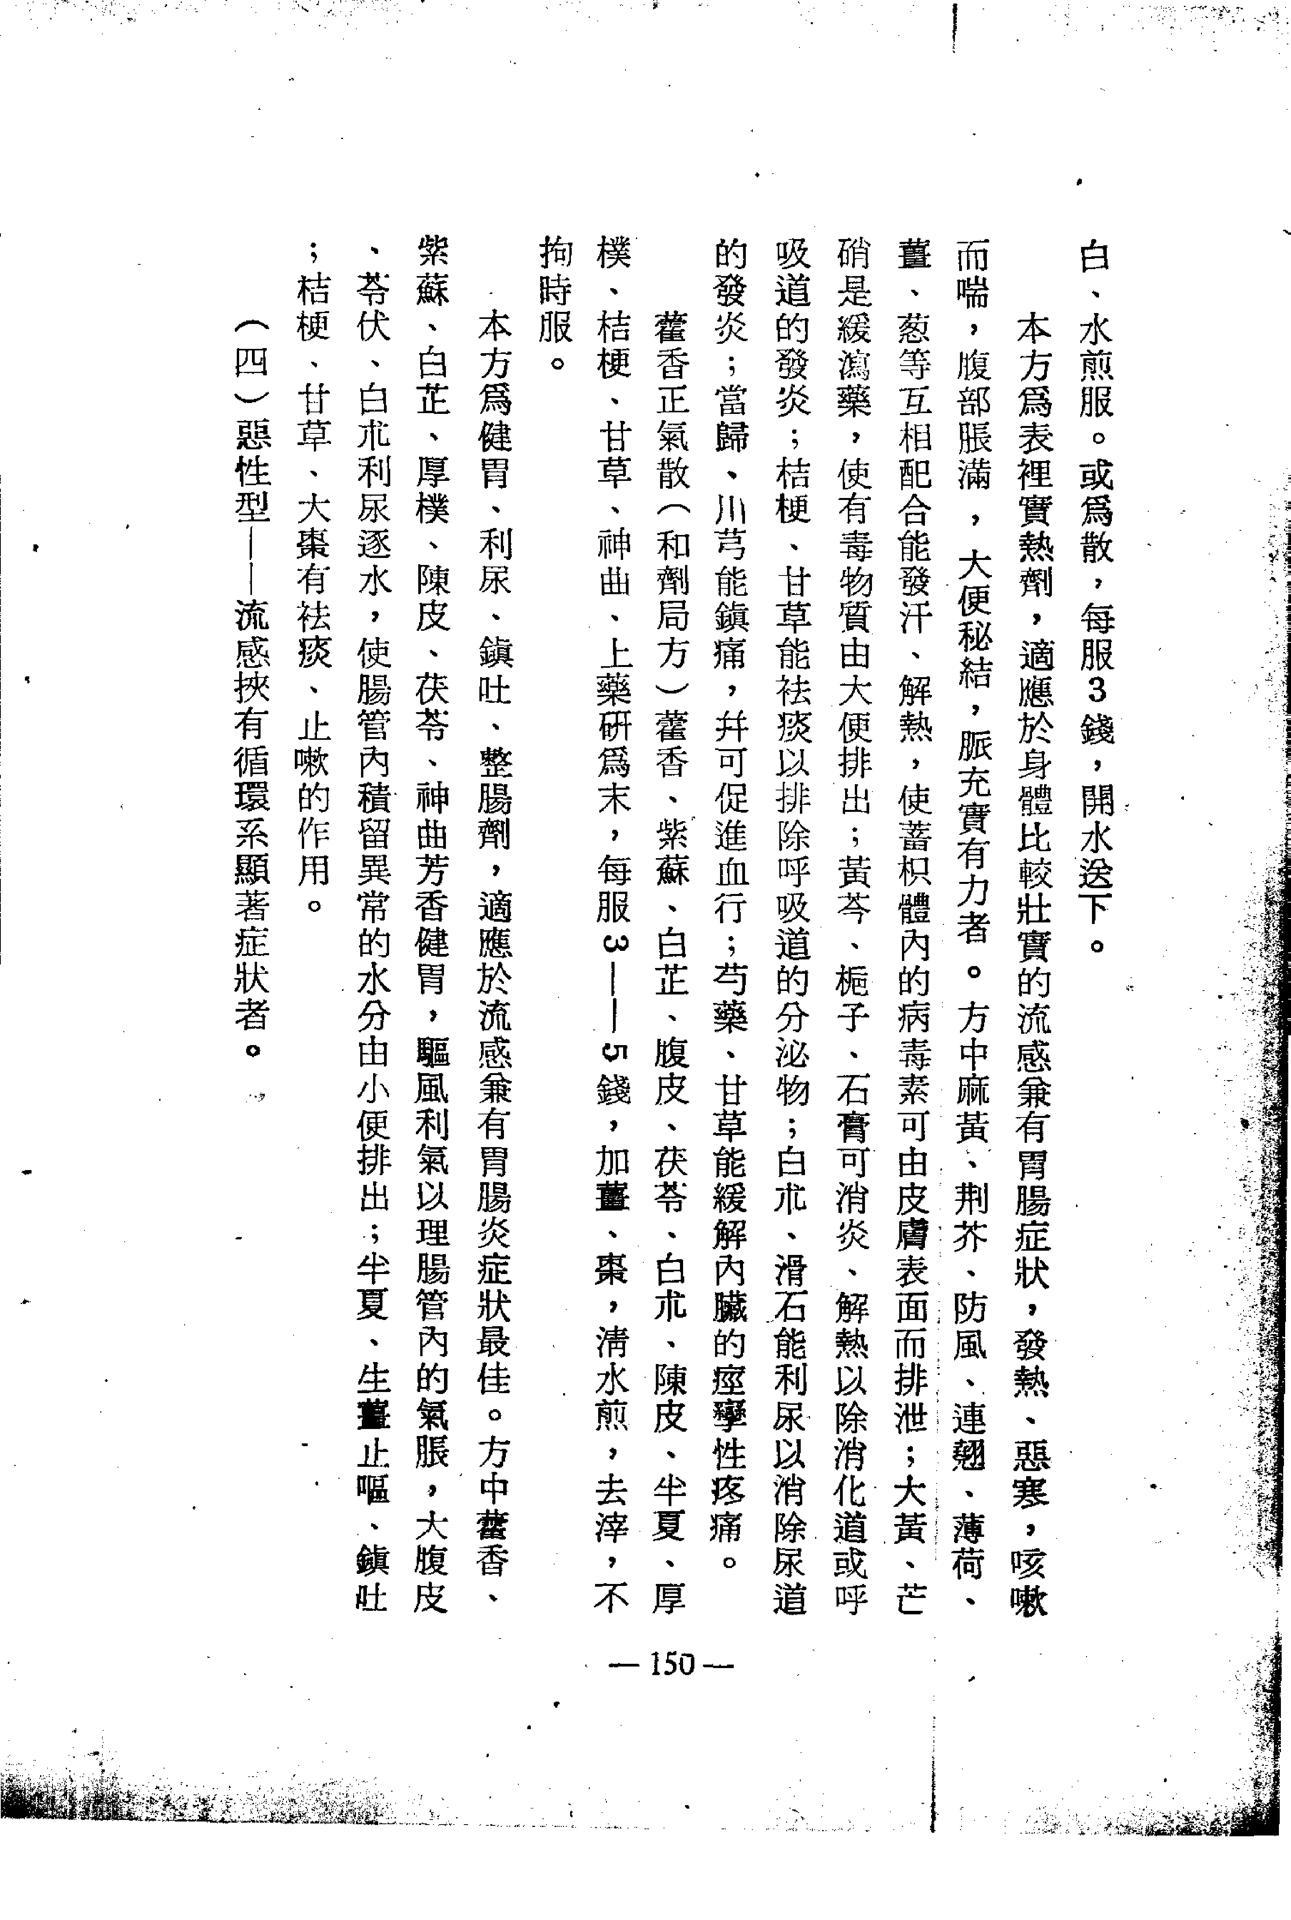 白、水煎服。或爲散，每服3錢，開水送下。
本方爲表裡實熱劑，適應於身體比較壯實的流感兼有胃腸症狀，發熱、惡寒，咳嗽
而喘，腹部脹滿，大便秘結，脈充實有力者。方中麻黃、荆芥、防風、連翹、薄荷、
薑、葱等互相配合能發汗、解熱，使蓄枳體內的病毒素可由皮膚表面而排泄；大黃、芒
硝是緩瀉藥，使有毒物質由大便排出；黃芩、梔子、石膏可消炎、解熱以除消化道或呼
吸道的發炎；桔梗、甘草能祛痰以排除呼吸道的分泌物；白朮、滑石能利尿以消除尿道
的發炎；當歸、川芎能鎮痛，幷可促進血行；芍藥、甘草能緩解內臟的痙攣性疼痛。
藿香正氣散（和劑局方）藿香、紫蘇、白芷、腹皮、茯苓、白朮、陳皮、半夏、厚
樸、桔梗、甘草、神曲、上藥研爲末，每服3——5錢，加薑、棗，淸水煎，去滓，不
拘時服。
本方爲健胃、利尿、鎮吐、整腸劑，適應於流感兼有胃腸炎症狀最佳。方中藿香、
紫蘇、白芷、厚樸、陳皮、茯苓、神曲芳香健胃，驅風利氣以理腸管內的氣脹，大腹皮
、苓伏、白朮利尿逐水，使腸管內積留異常的水分由小便排出；半夏、生薑止嘔、鎮吐
；桔梗、甘草、大棗有祛痰、止嗽的作用。
（四）惡性型——流感挾有循環系顯著症狀者。
— 150 —